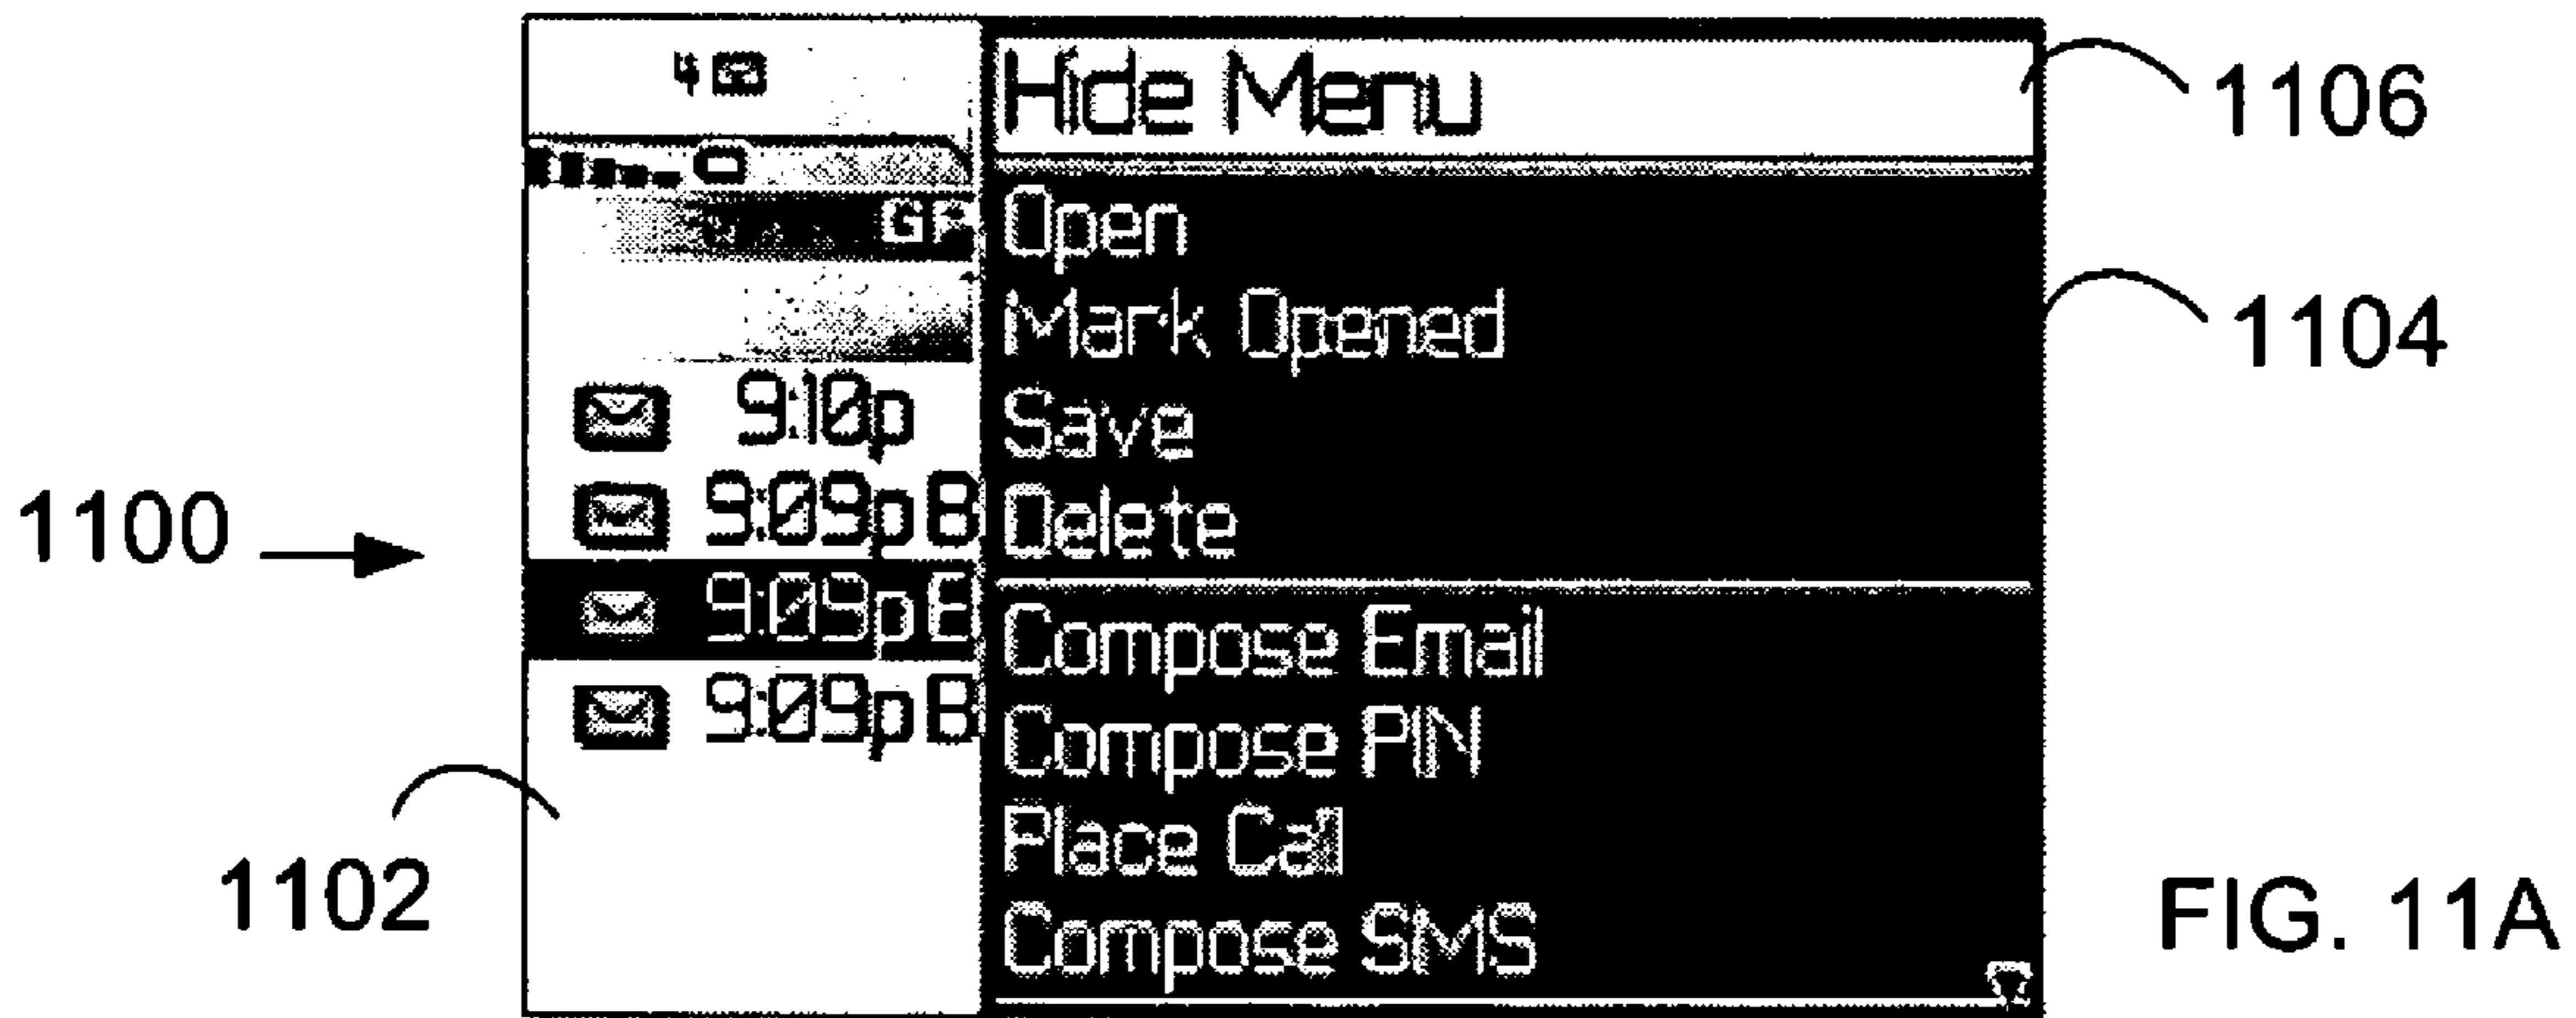 Hide Menu
1106
GP
Open
Mark Opened
1104
9:10p
Save
9:09p B
Delete
1100
9:09p E
Compose Email
9:09p B
Compose PIN
Place Call
1102
Compose SMS
FIG. 11A